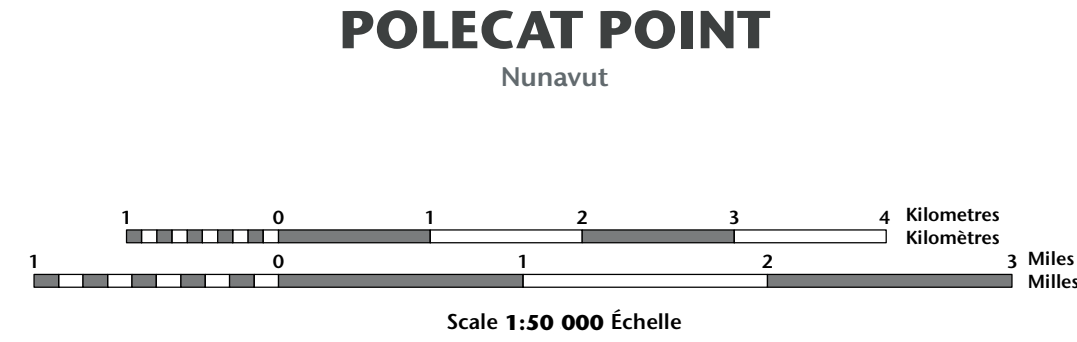 POLECAT POINT
Nunavut
1 0 1 2 3 4 Kilometres
Kilomètres
1 0 1 2 3 Miles
Milles
Scale 1:50 000 Échelle